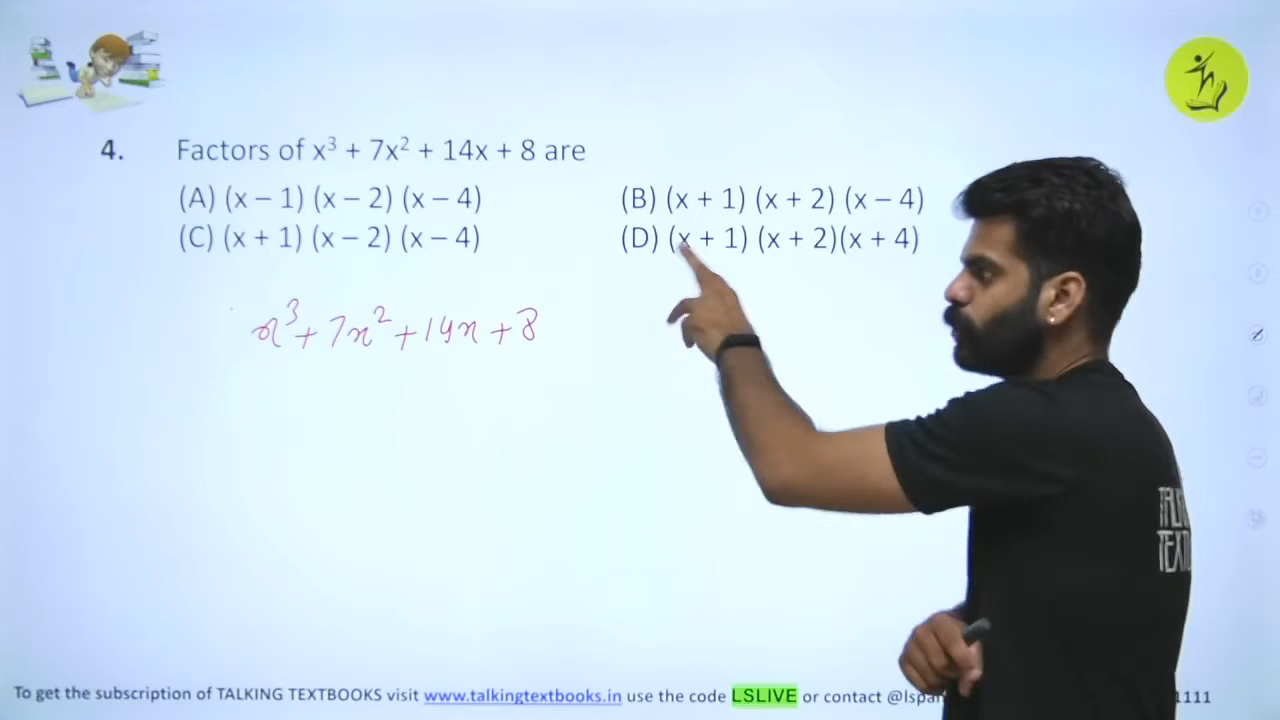 4. Factors of x³ + 7x² + 14x + 8 are
(A) (x – 1) (x – 2) (x – 4) (B) (x + 1) (x + 2) (x – 4)
(C) (x + 1) (x – 2) (x – 4) (D) (x + 1) (x + 2)(x + 4)
x³ + 7x² + 14x + 8
To get the subscription of TALKING TEXTBOOKS visit www.talkingtextbooks.in use the code LSLIVE or contact 1111